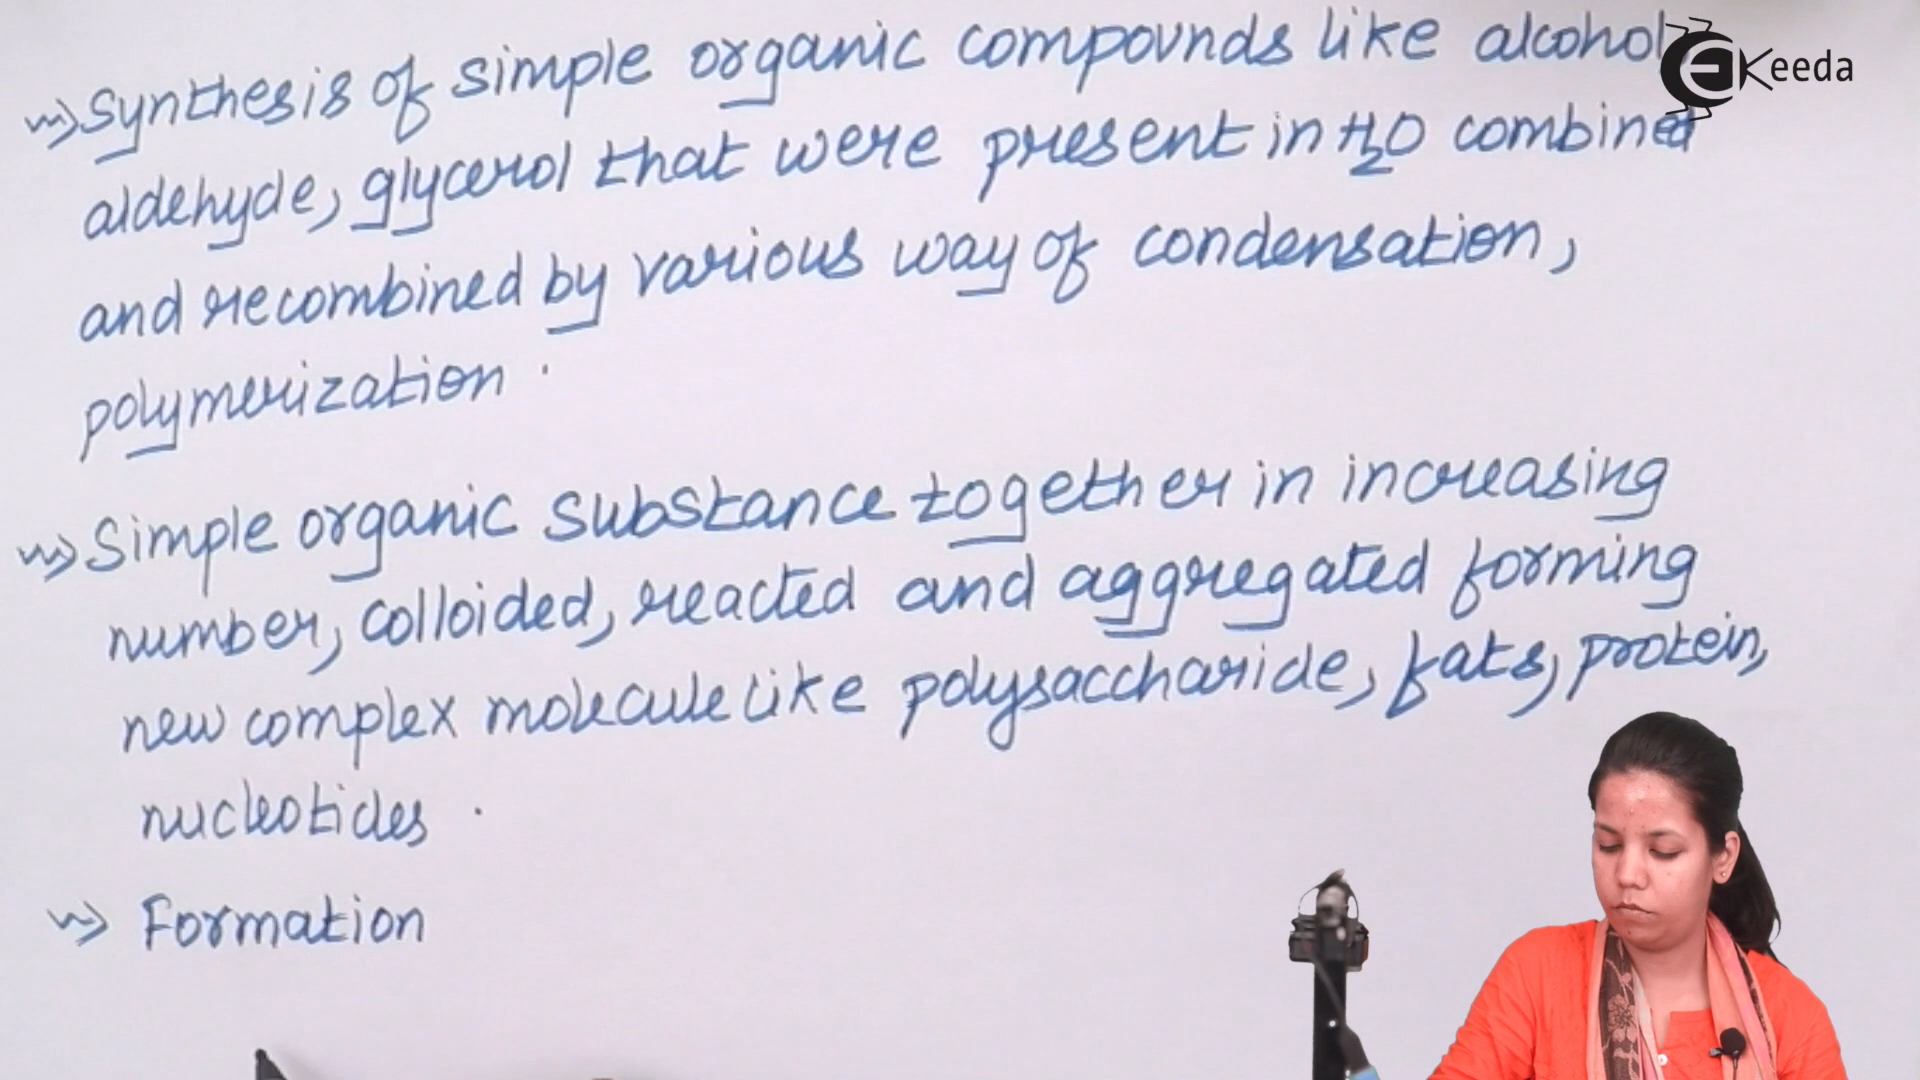 Synthesis of simple organic compounds like alcohol,
aldehyde, glycerol that were present in H2O combined
and recombined by various way of condensation,
polymerization.
Simple organic substance together in increasing
number, colloided, reacted and aggregated forming
new complex molecule like polysaccharide, fats, protein,
nucleotides.
Formation
EKeeda